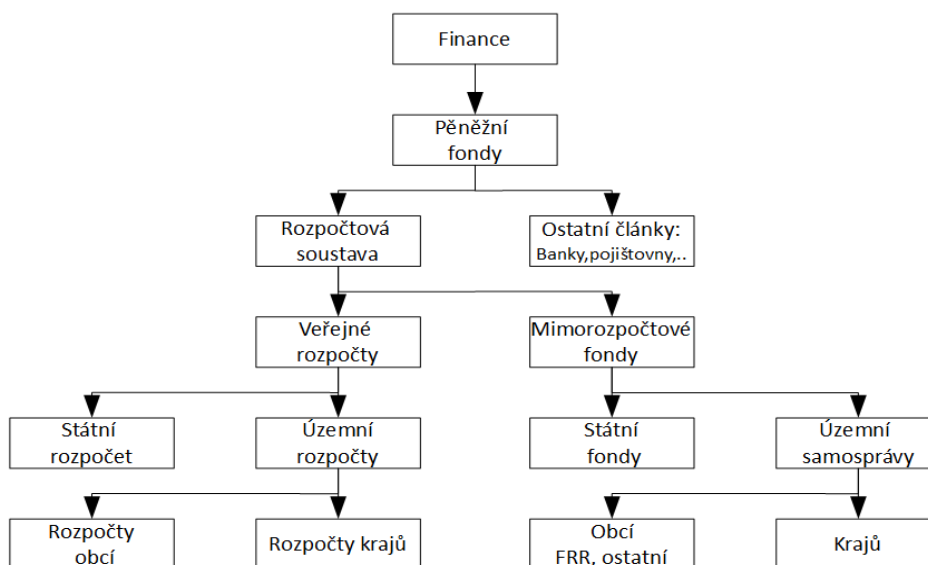 Finance
Pěněžní
fondy
Rozpočtová
soustava
Ostatní články:
Banky,pojištovny,..
Veřejné
rozpočty
Mimorozpočtové
fondy
Státní
rozpočet
Územní
rozpočty
Státní
fondy
Územní
samosprávy
Rozpočty
obcí
Rozpočty krajů
Obcí
FRR, ostatní
Krajů